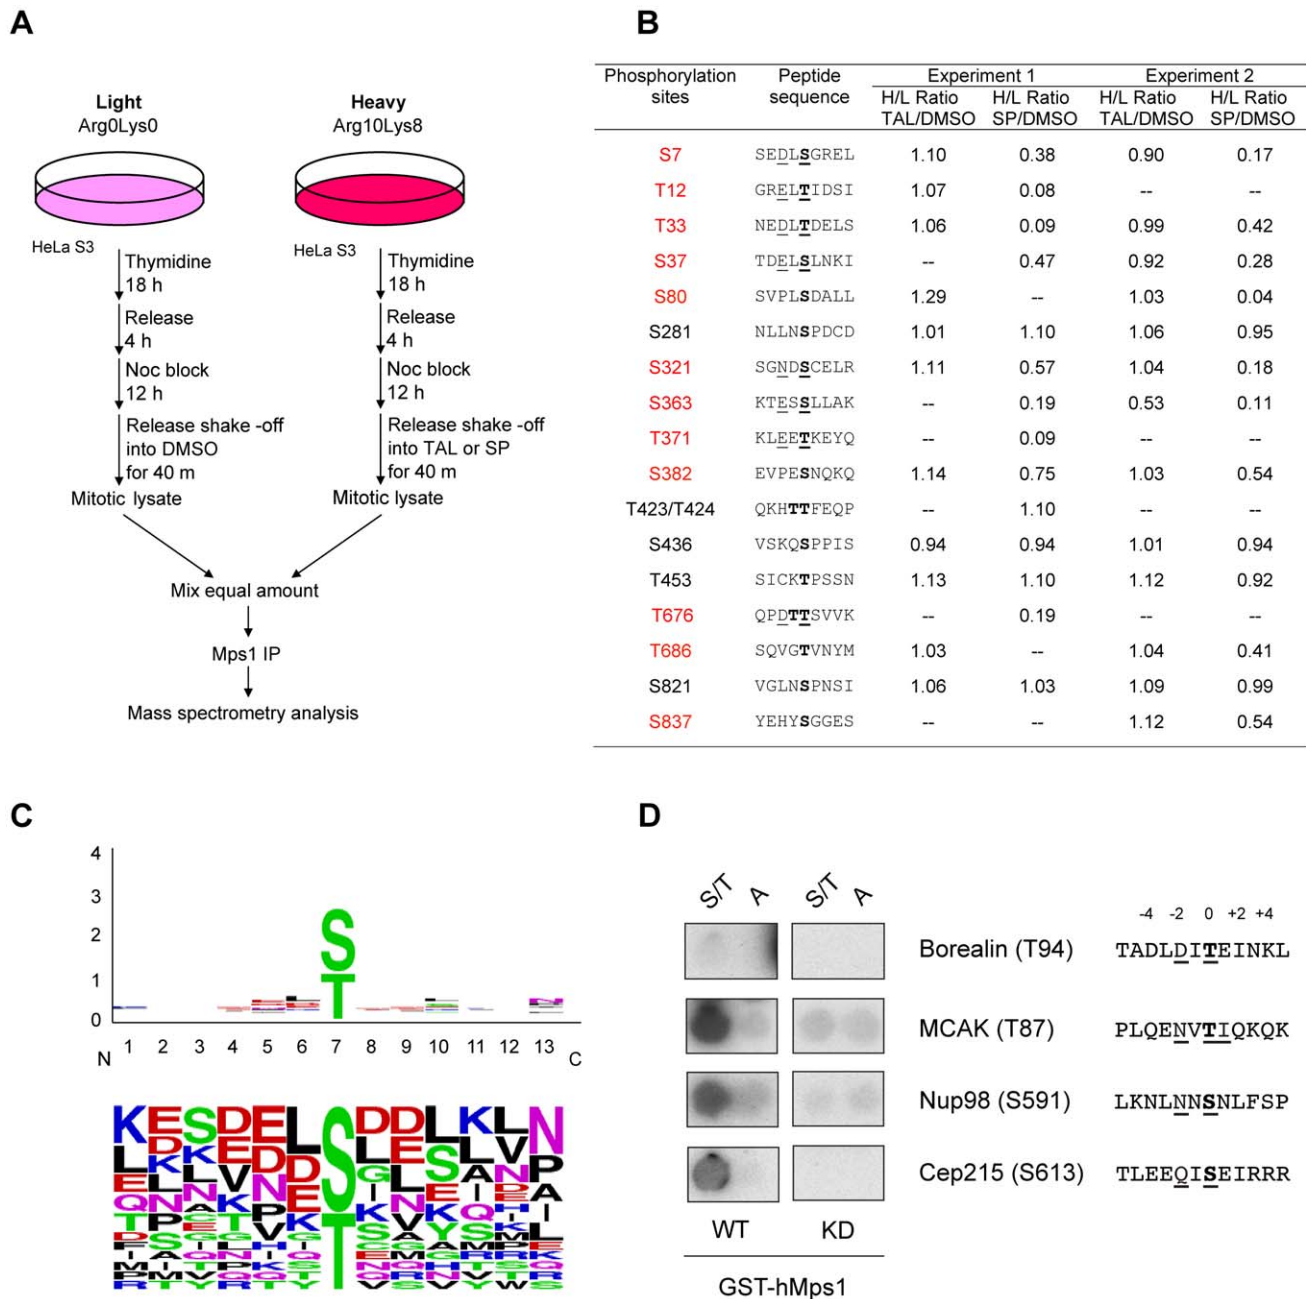 A
Light
Arg0Lys0
Heavy
Arg10Lys8
HeLa S3
HeLa S3
Thymidine
18 h
Thymidine
18 h
Release
4 h
Release
4 h
Noc block
12 h
Noc block
12 h
Release shake -off
into DMSO
for 40 m
Release shake -off
into TAL or SP
for 40 m
Mitotic lysate
Mitotic lysate
Mix equal amount
Mps1 IP
Mass spectrometry analysis
B
Phosphorylation sites Peptide sequence Experiment 1 Experiment 2
H/L Ratio TAL/DMSO H/L Ratio SP/DMSO H/L Ratio TAL/DMSO H/L Ratio SP/DMSO
S7 SEDLSGREL 1.10 0.38 0.90 0.17
T12 GRELTIDSI 1.07 0.08 -- --
T33 NEDLTDELS 1.06 0.09 0.99 0.42
S37 TDELSLNKI -- 0.47 0.92 0.28
S80 SVPLSDALL 1.29 -- 1.03 0.04
S281 NLLNSPDCD 1.01 1.10 1.06 0.95
S321 SGNDSCELR 1.11 0.57 1.04 0.18
S363 KTESSLLAK -- 0.19 0.53 0.11
T371 KLEETKEYQ -- 0.09 -- --
S382 EVPESNQKQ 1.14 0.75 1.03 0.54
T423/T424 QKHTTFEQP -- 1.10 -- --
S436 VSKQSPPIS 0.94 0.94 1.01 0.94
T453 SICKTPSSN 1.13 1.10 1.12 0.92
T676 QPDTTSVVK -- 0.19 -- --
T686 SQVGTVNYM 1.03 -- 1.04 0.41
S821 VGLNSPNSI 1.06 1.03 1.09 0.99
S837 YEHYSGGES -- -- 1.12 0.54
C
4
3
2
1
0
S
T
N 1 2 3 4 5 6 7 8 9 10 11 12 13 C
K E S D E L S D D L K L N
D
S/T A S/T A
-4 -2 0 +2 +4
Borealin (T94) TADLDITEINKL
MCAK (T87) PLQENVTIQKQK
Nup98 (S591) LKNLNNSNLFSP
Cep215 (S613) TLEEQISEIRRR
WT KD
GST-hMps1